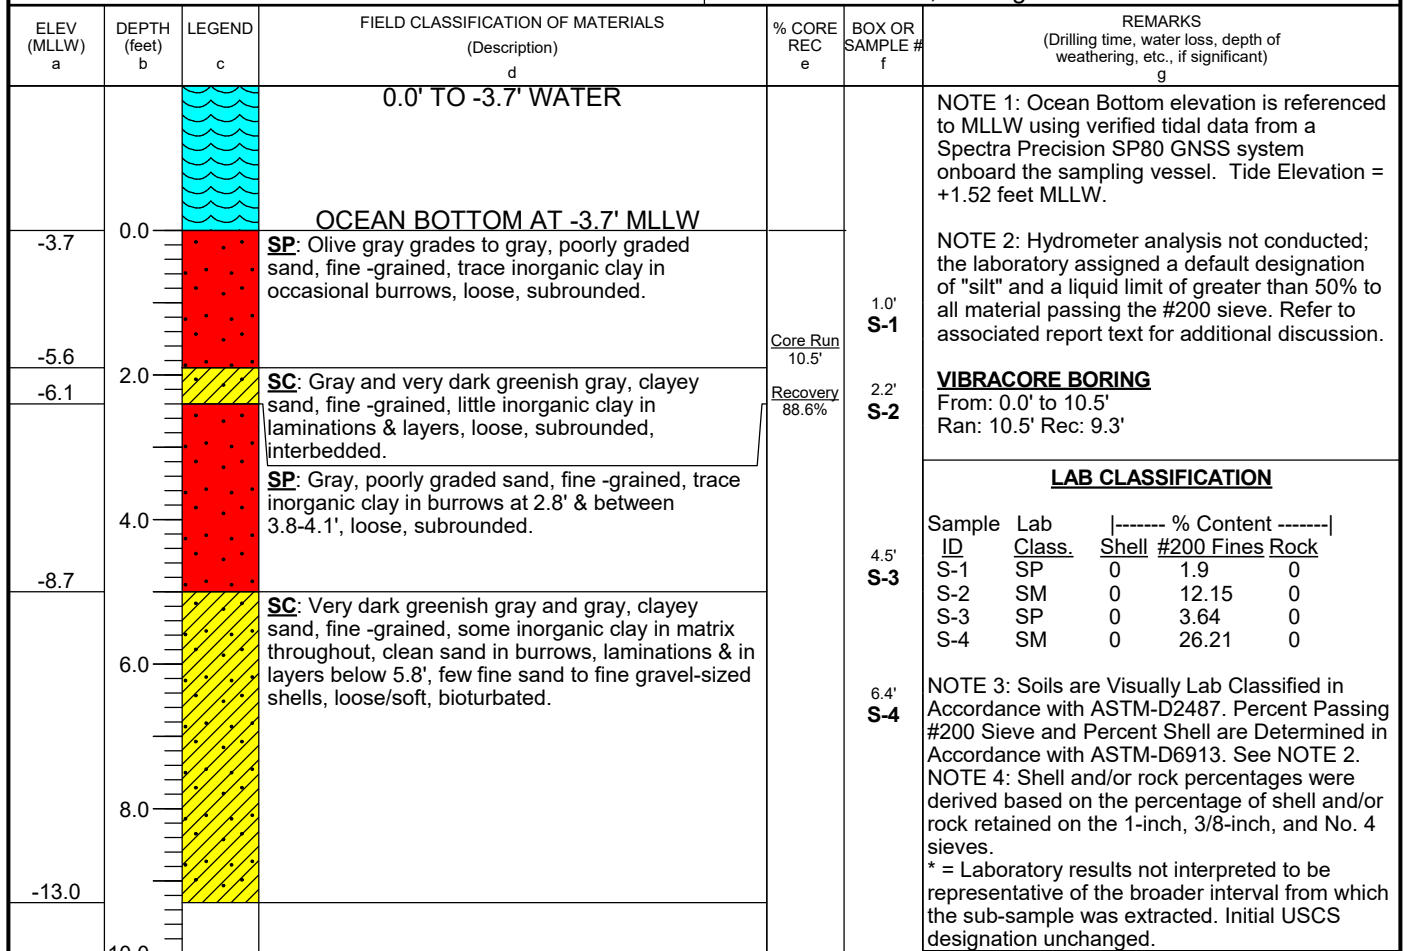 ELEV
(MLLW)
a
DEPTH
(feet)
b
LEGEND
c
FIELD CLASSIFICATION OF MATERIALS
(Description)
d
% CORE
REC
e
BOX OR
SAMPLE #
f
REMARKS
(Drilling time, water loss, depth of
weathering, etc., if significant)
g
0.0' TO -3.7' WATER
OCEAN BOTTOM AT -3.7' MLLW
-3.7
0.0
SP: Olive gray grades to gray, poorly graded
sand, fine -grained, trace inorganic clay in
occasional burrows, loose, subrounded.
-5.6
2.0
-6.1
SC: Gray and very dark greenish gray, clayey
sand, fine -grained, little inorganic clay in
laminations & layers, loose, subrounded,
interbedded.
SP: Gray, poorly graded sand, fine -grained, trace
inorganic clay in burrows at 2.8' & between
3.8-4.1', loose, subrounded.
4.0
-8.7
SC: Very dark greenish gray and gray, clayey
sand, fine -grained, some inorganic clay in matrix
throughout, clean sand in burrows, laminations & in
layers below 5.8', few fine sand to fine gravel-sized
shells, loose/soft, bioturbated.
6.0
8.0
-13.0
Core Run
10.5'
Recovery
88.6%
1.0'
S-1
2.2'
S-2
4.5'
S-3
6.4'
S-4
NOTE 1: Ocean Bottom elevation is referenced
to MLLW using verified tidal data from a
Spectra Precision SP80 GNSS system
onboard the sampling vessel. Tide Elevation =
+1.52 feet MLLW.
NOTE 2: Hydrometer analysis not conducted;
the laboratory assigned a default designation
of "silt" and a liquid limit of greater than 50% to
all material passing the #200 sieve. Refer to
associated report text for additional discussion.
VIBRACORE BORING
From: 0.0' to 10.5'
Ran: 10.5' Rec: 9.3'
LAB CLASSIFICATION
Sample Lab |------- % Content -------|
ID Class. Shell #200 Fines Rock
S-1 SP 0 1.9 0
S-2 SM 0 12.15 0
S-3 SP 0 3.64 0
S-4 SM 0 26.21 0
NOTE 3: Soils are Visually Lab Classified in
Accordance with ASTM-D2487. Percent Passing
#200 Sieve and Percent Shell are Determined in
Accordance with ASTM-D6913. See NOTE 2.
NOTE 4: Shell and/or rock percentages were
derived based on the percentage of shell and/or
rock retained on the 1-inch, 3/8-inch, and No. 4
sieves.
* = Laboratory results not interpreted to be
representative of the broader interval from which
the sub-sample was extracted. Initial USCS
designation unchanged.